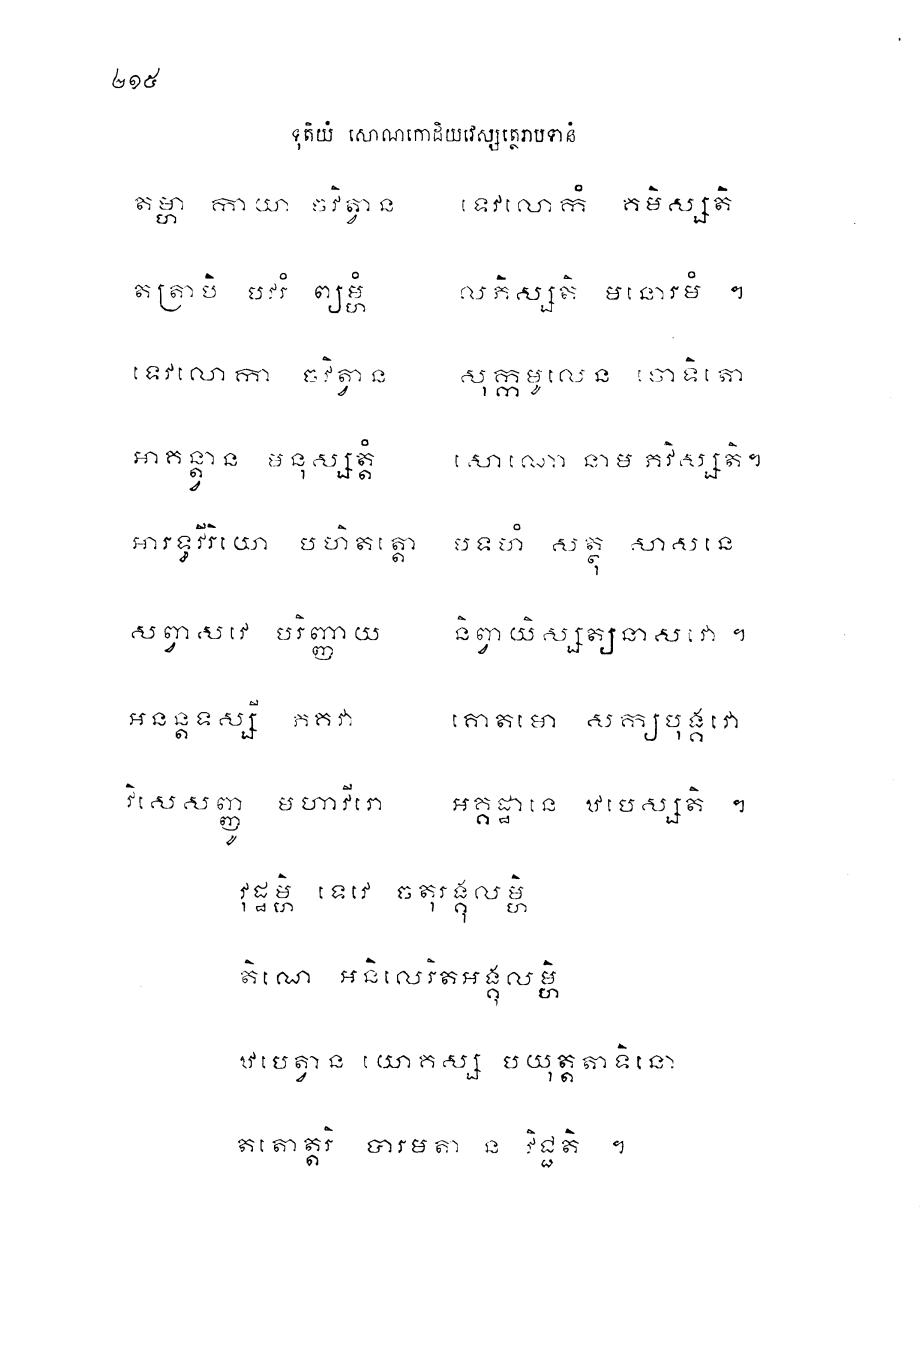 ២១៥
ទុតិយំ សោណកោដិយវេស្សត្ថេរាបទានំ
តម្ហា កាយា ចវិត្វាន ទេវលោកំ គមិស្សតិ
តត្រាបិ បវរំ ព្យម្ហំ លភិស្សតិ មនោរមំ ។
ទេវលោកា ចវិត្វាន សុក្កមូលេន ចោទិតោ
អាគន្ត្វាន មនុស្សត្តំ សោណោ នាម ភវិស្សតិ។
អារទ្ធវីរិយោ បហិតត្តោ បទហំ សត្ថុ សាសនេ
សព្វាសវេ បរិញ្ញាយ និព្វាយិស្សត្យនាសវោ ។
អនន្តទស្សី ភគវា គោតមោ សក្យបុង្គវោ
វិសេសញ្ញូ មហាវីរោ អគ្គដ្ឋានេ ឋបេស្សតិ ។
វុដ្ឋម្ហិ ទេវេ ចតុរង្គុលម្ហិ
តិណេ អនិលេរិតអង្គុលម្ហិ
ឋបេត្វាន យោគស្ស បយុត្តតាទិនោ
តតោត្តរិ បារមតា ន វិជ្ជតិ ។